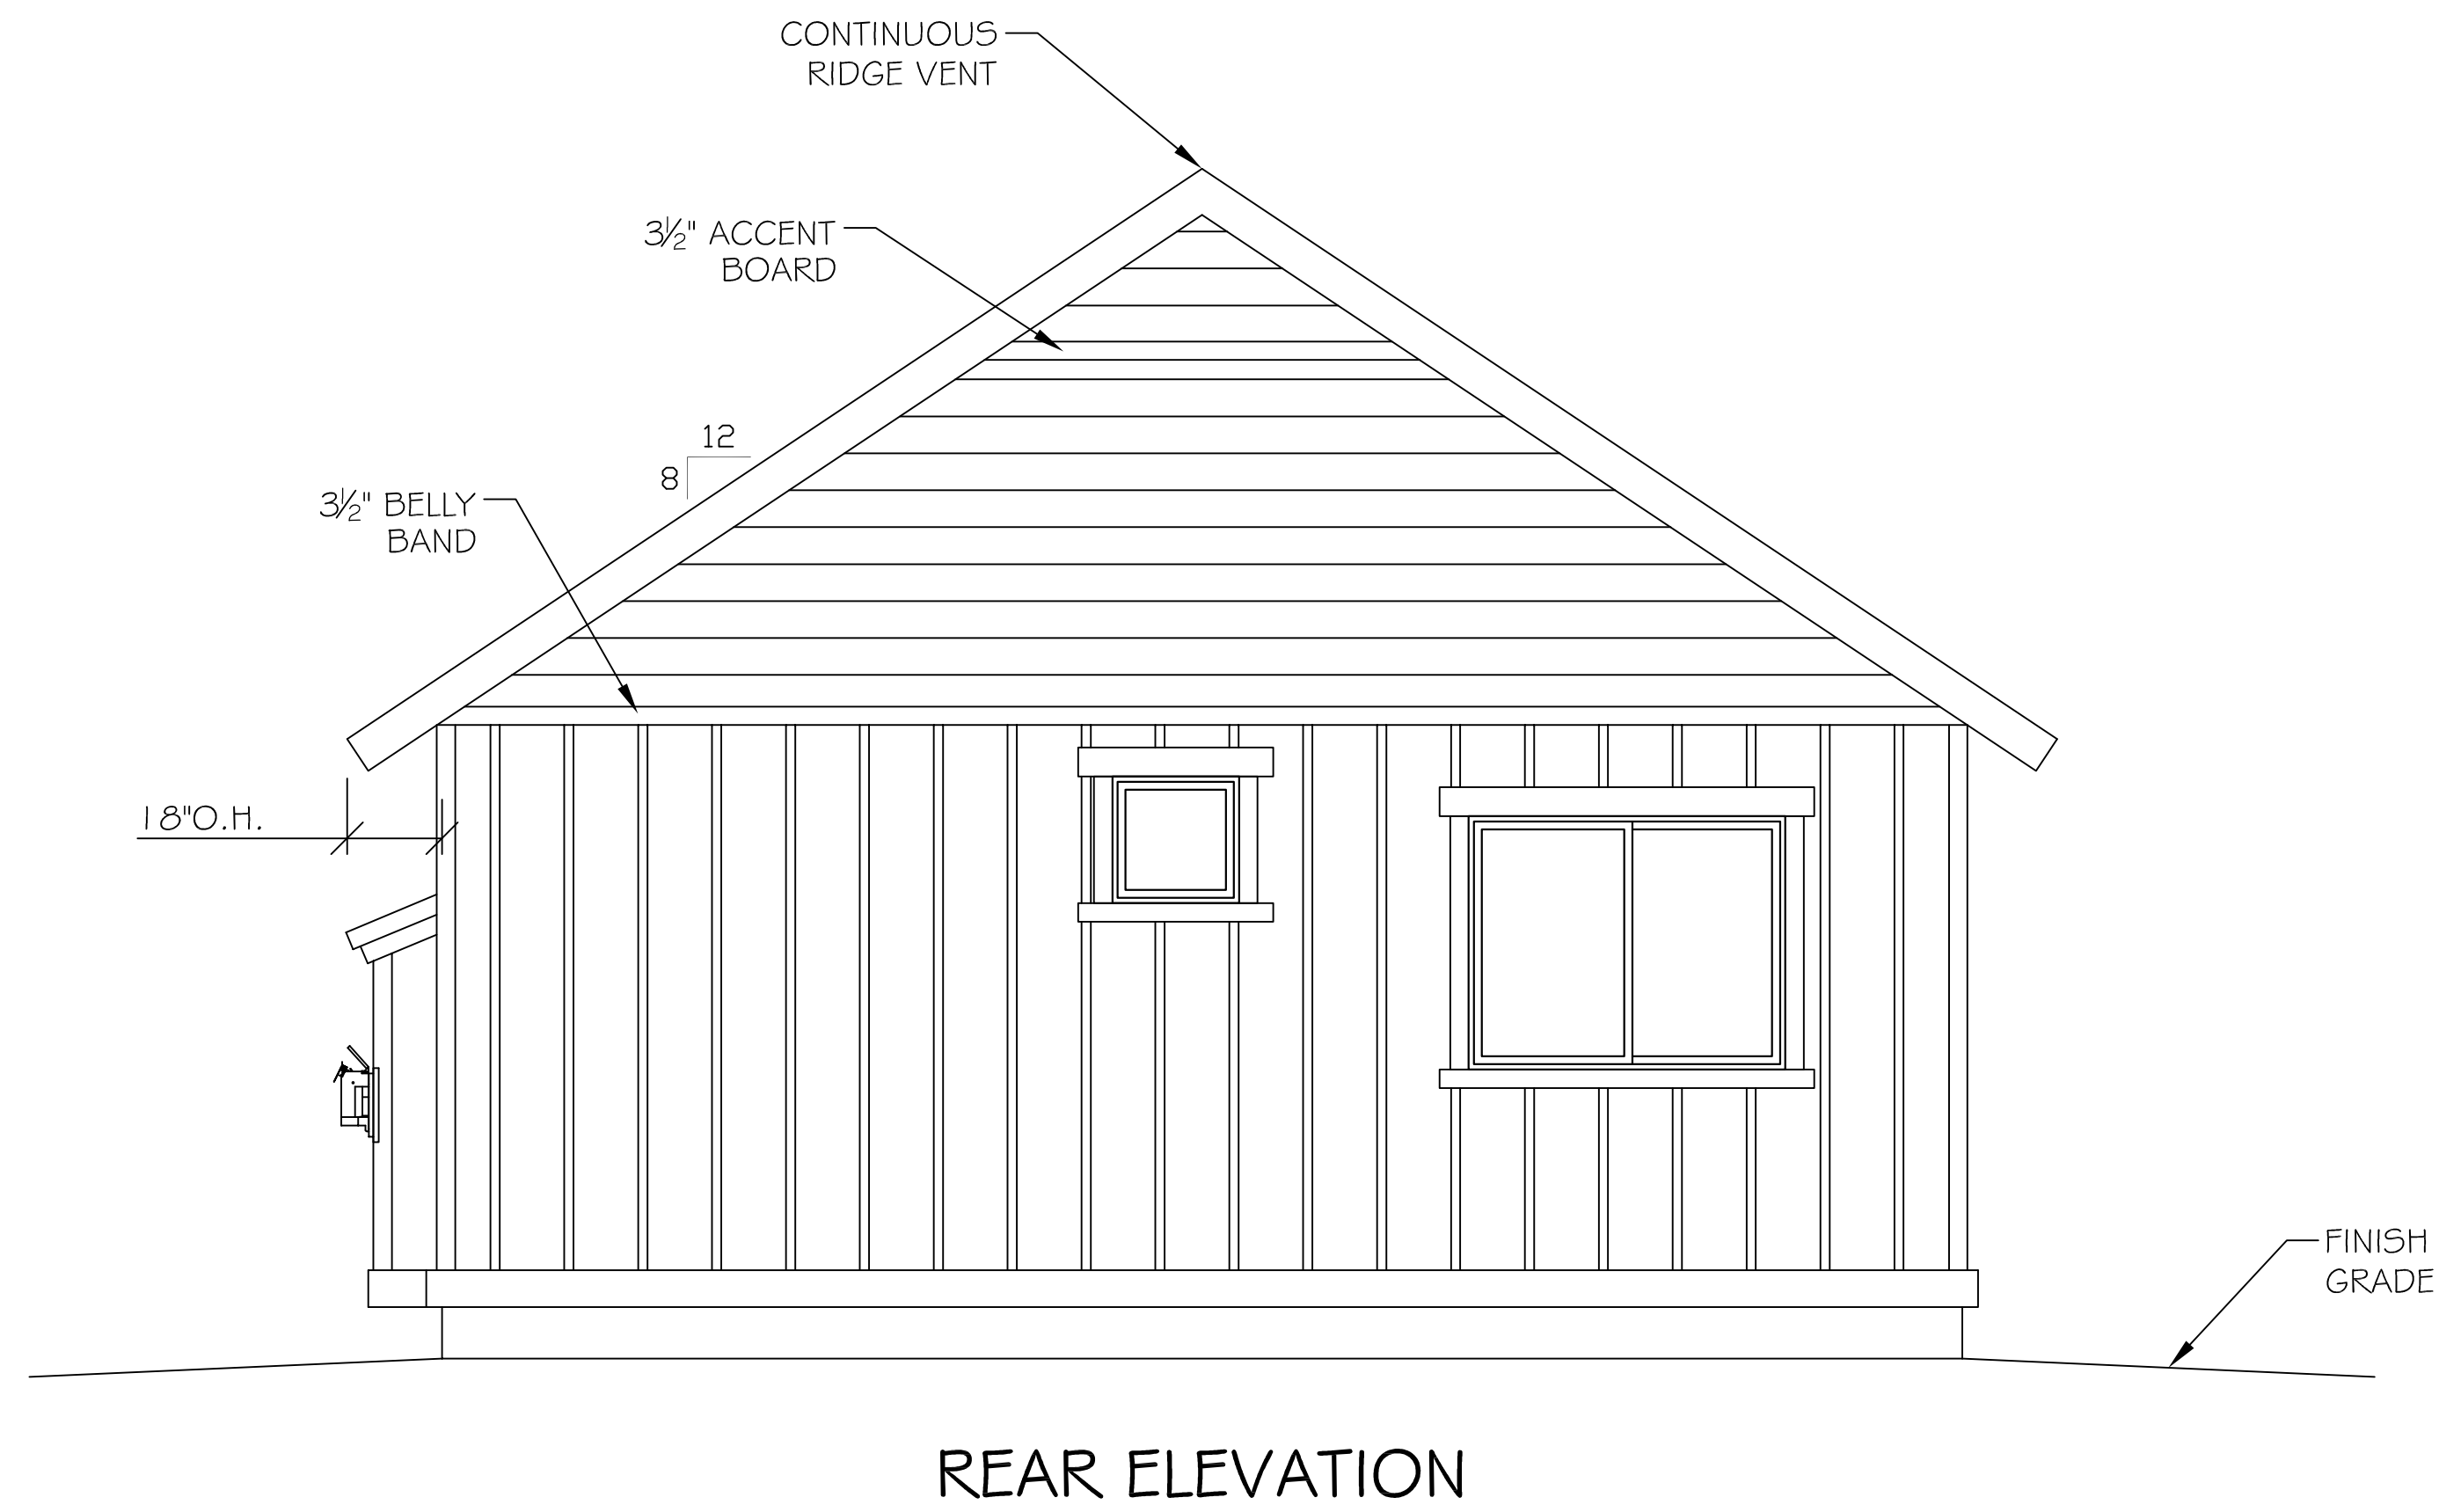 CONTINUOUS
RIDGE VENT
3½" ACCENT
BOARD
12
8
3½" BELLY
BAND
18"O.H.
FINISH
GRADE
REAR ELEVATION